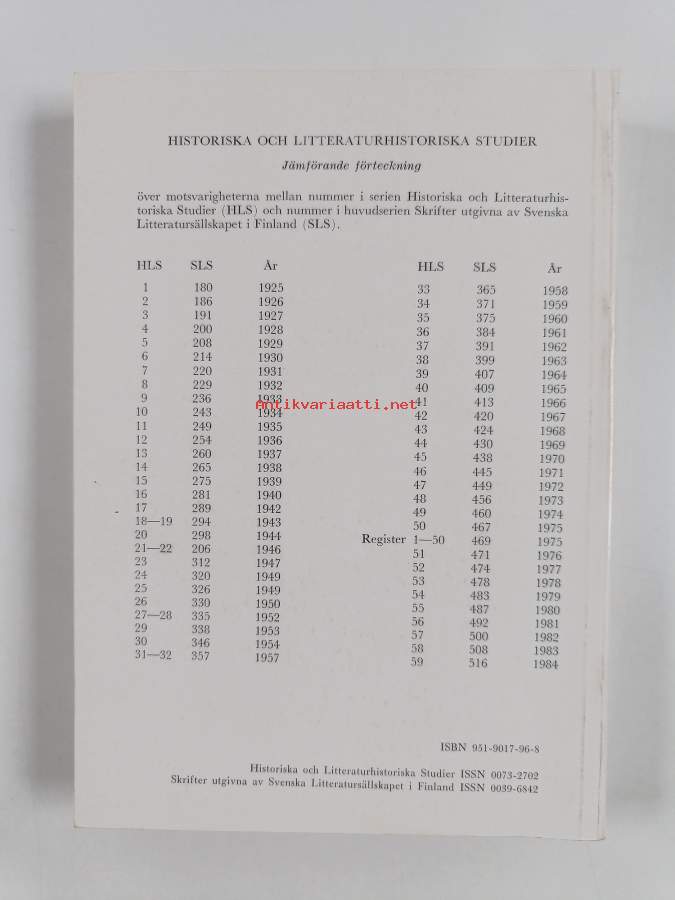 HISTORISKA OCH LITTERATURHISTORISKA STUDIER
Jämförande förteckning
över motsvarigheterna mellan nummer i serien Historiska och Litteraturhis-
toriska Studier (HLS) och nummer i huvudserien Skrifter utgivna av Svenska
Litteratursällskapet i Finland (SLS).
HLS SLS År
1 180 1925
2 186 1926
3 191 1927
4 200 1928
5 208 1929
6 214 1930
7 220 1931
8 229 1932
9 236 1933
10 243 1934
11 249 1935
12 254 1936
13 260 1937
14 265 1938
15 275 1939
16 281 1940
17 289 1942
18—19 294 1943
20 298 1944
21—22 206 1946
23 312 1947
24 320 1949
25 326 1949
26 330 1950
27—28 335 1952
29 338 1953
30 346 1954
31—32 357 1957
HLS SLS År
33 365 1958
34 371 1959
35 375 1960
36 384 1961
37 391 1962
38 399 1963
39 407 1964
40 409 1965
41 413 1966
42 420 1967
43 424 1968
44 430 1969
45 438 1970
46 445 1971
47 449 1972
48 456 1973
49 460 1974
50 467 1975
Register 1—50 469 1975
51 471 1976
52 474 1977
53 478 1978
54 483 1979
55 487 1980
56 492 1981
57 500 1982
58 508 1983
59 516 1984
Antikvariaatti.net
ISBN 951-9017-96-8
Historiska och Litteraturhistoriska Studier ISSN 0073-2702
Skrifter utgivna av Svenska Litteratursällskapet i Finland ISSN 0039-6842